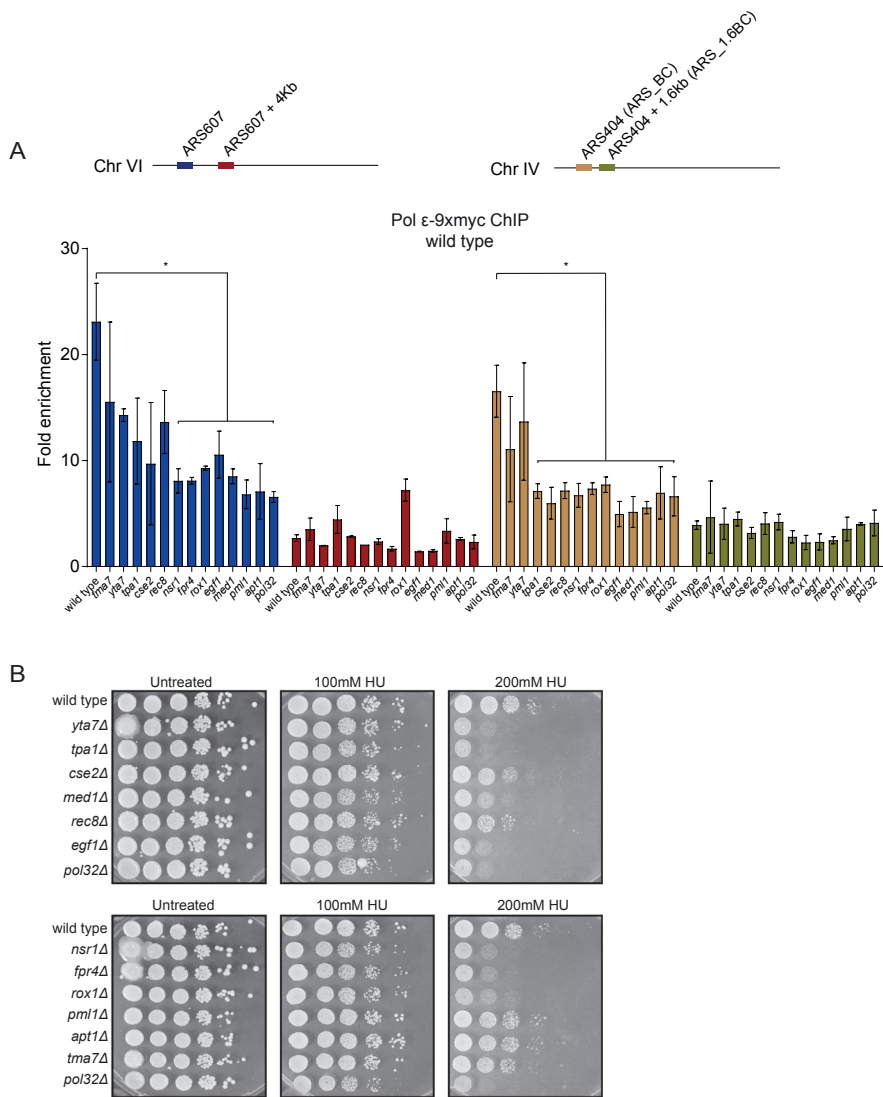 A
Chr VI
ARS607
ARS607 + 4Kb
Chr IV
ARS404 (ARS_BC)
ARS404 + 1.6kb (ARS_1.6BC)
Pol ε-9xmyc ChIP
wild type
Fold enrichment
30
20
10
0
*
*
wild type tma7 yta7 tpa1 cse2 rec8 nsr1 fpr4 rox1 egf1 med1 pml1 apt1 pol32
wild type tma7 yta7 tpa1 cse2 rec8 nsr1 fpr4 rox1 egf1 med1 pml1 apt1 pol32
wild type tma7 yta7 tpa1 cse2 rec8 nsr1 fpr4 rox1 egf1 med1 pml1 apt1 pol32
wild type tma7 yta7 tpa1 cse2 rec8 nsr1 fpr4 rox1 egf1 med1 pml1 apt1 pol32
B
Untreated 100mM HU 200mM HU
wild type
yta7Δ
tpa1Δ
cse2Δ
med1Δ
rec8Δ
egf1Δ
pol32Δ
Untreated 100mM HU 200mM HU
wild type
nsr1Δ
fpr4Δ
rox1Δ
pml1Δ
apt1Δ
tma7Δ
pol32Δ